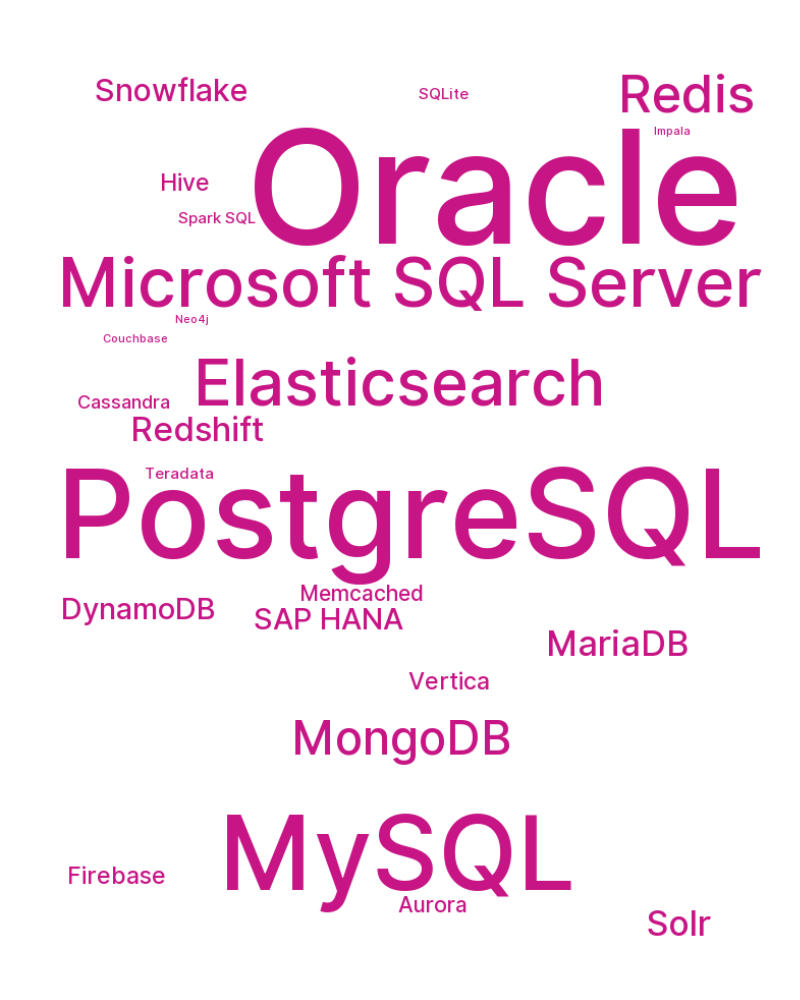 Snowflake
SQLite
Redis
Impala
Oracle
Hive
Spark SQL
Microsoft SQL Server
Neo4j
Couchbase
Elasticsearch
Cassandra
Redshift
Teradata
PostgreSQL
Memcached
DynamoDB
SAP HANA
MariaDB
Vertica
MongoDB
MySQL
Firebase
Aurora
Solr